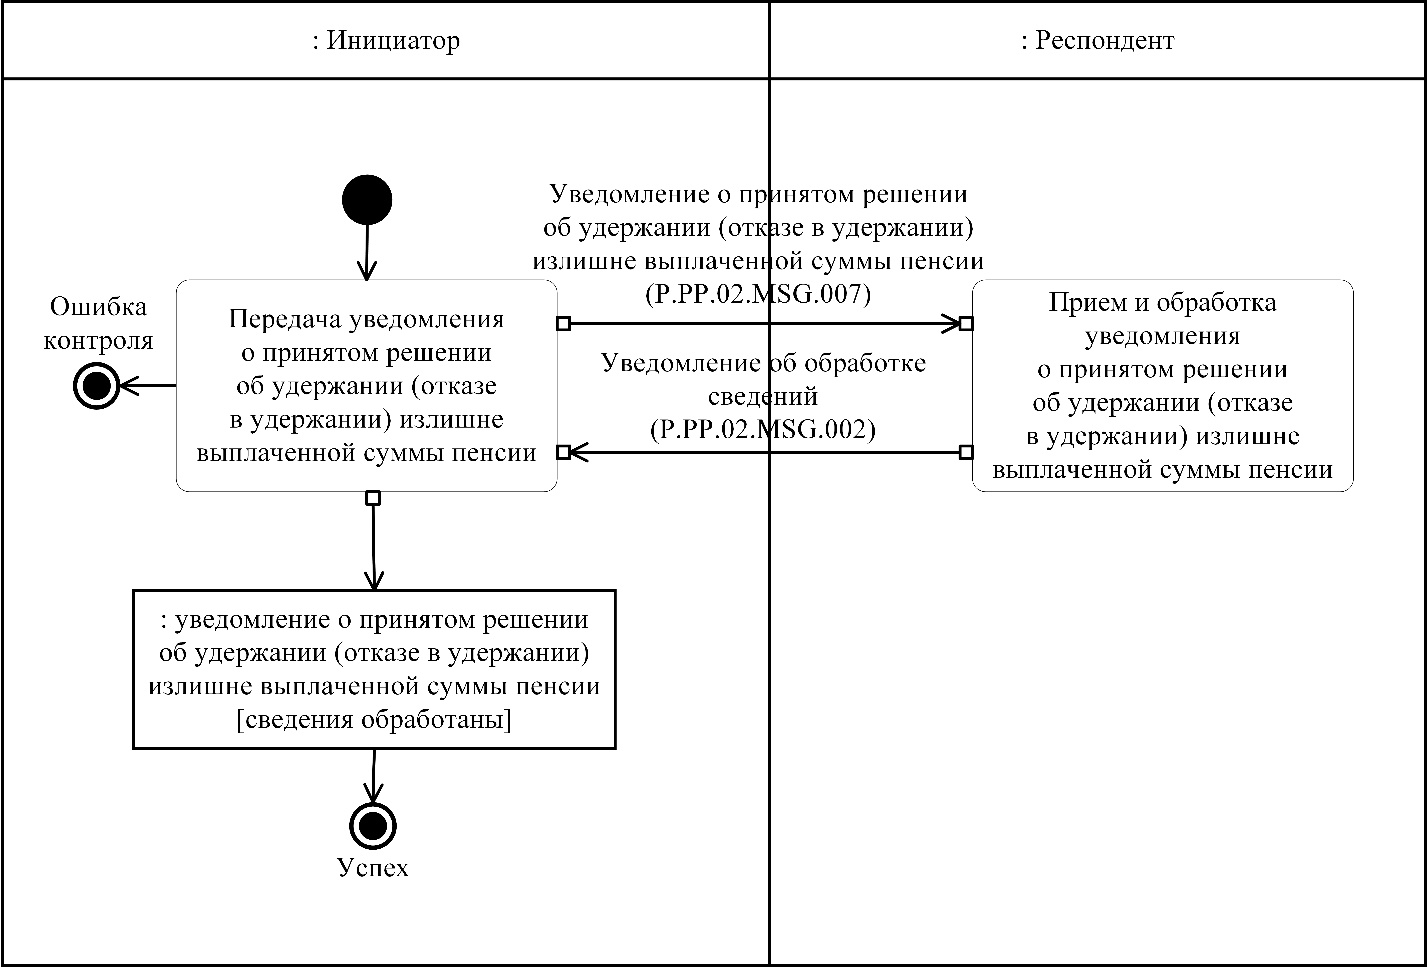 : Инициатор
: Респондент
Уведомление о принятом решении
об удержании (отказе в удержании)
излишне выплаченной суммы пенсии
(P.PP.02.MSG.007)
Ошибка
контроля
Передача уведомления
о принятом решении
об удержании (отказе
в удержании) излишне
выплаченной суммы пенсии
Уведомление об обработке
сведений
(P.PP.02.MSG.002)
Прием и обработка
уведомления
о принятом решении
об удержании (отказе
в удержании) излишне
выплаченной суммы пенсии
: уведомление о принятом решении
об удержании (отказе в удержании)
излишне выплаченной суммы пенсии
[сведения обработаны]
Успех